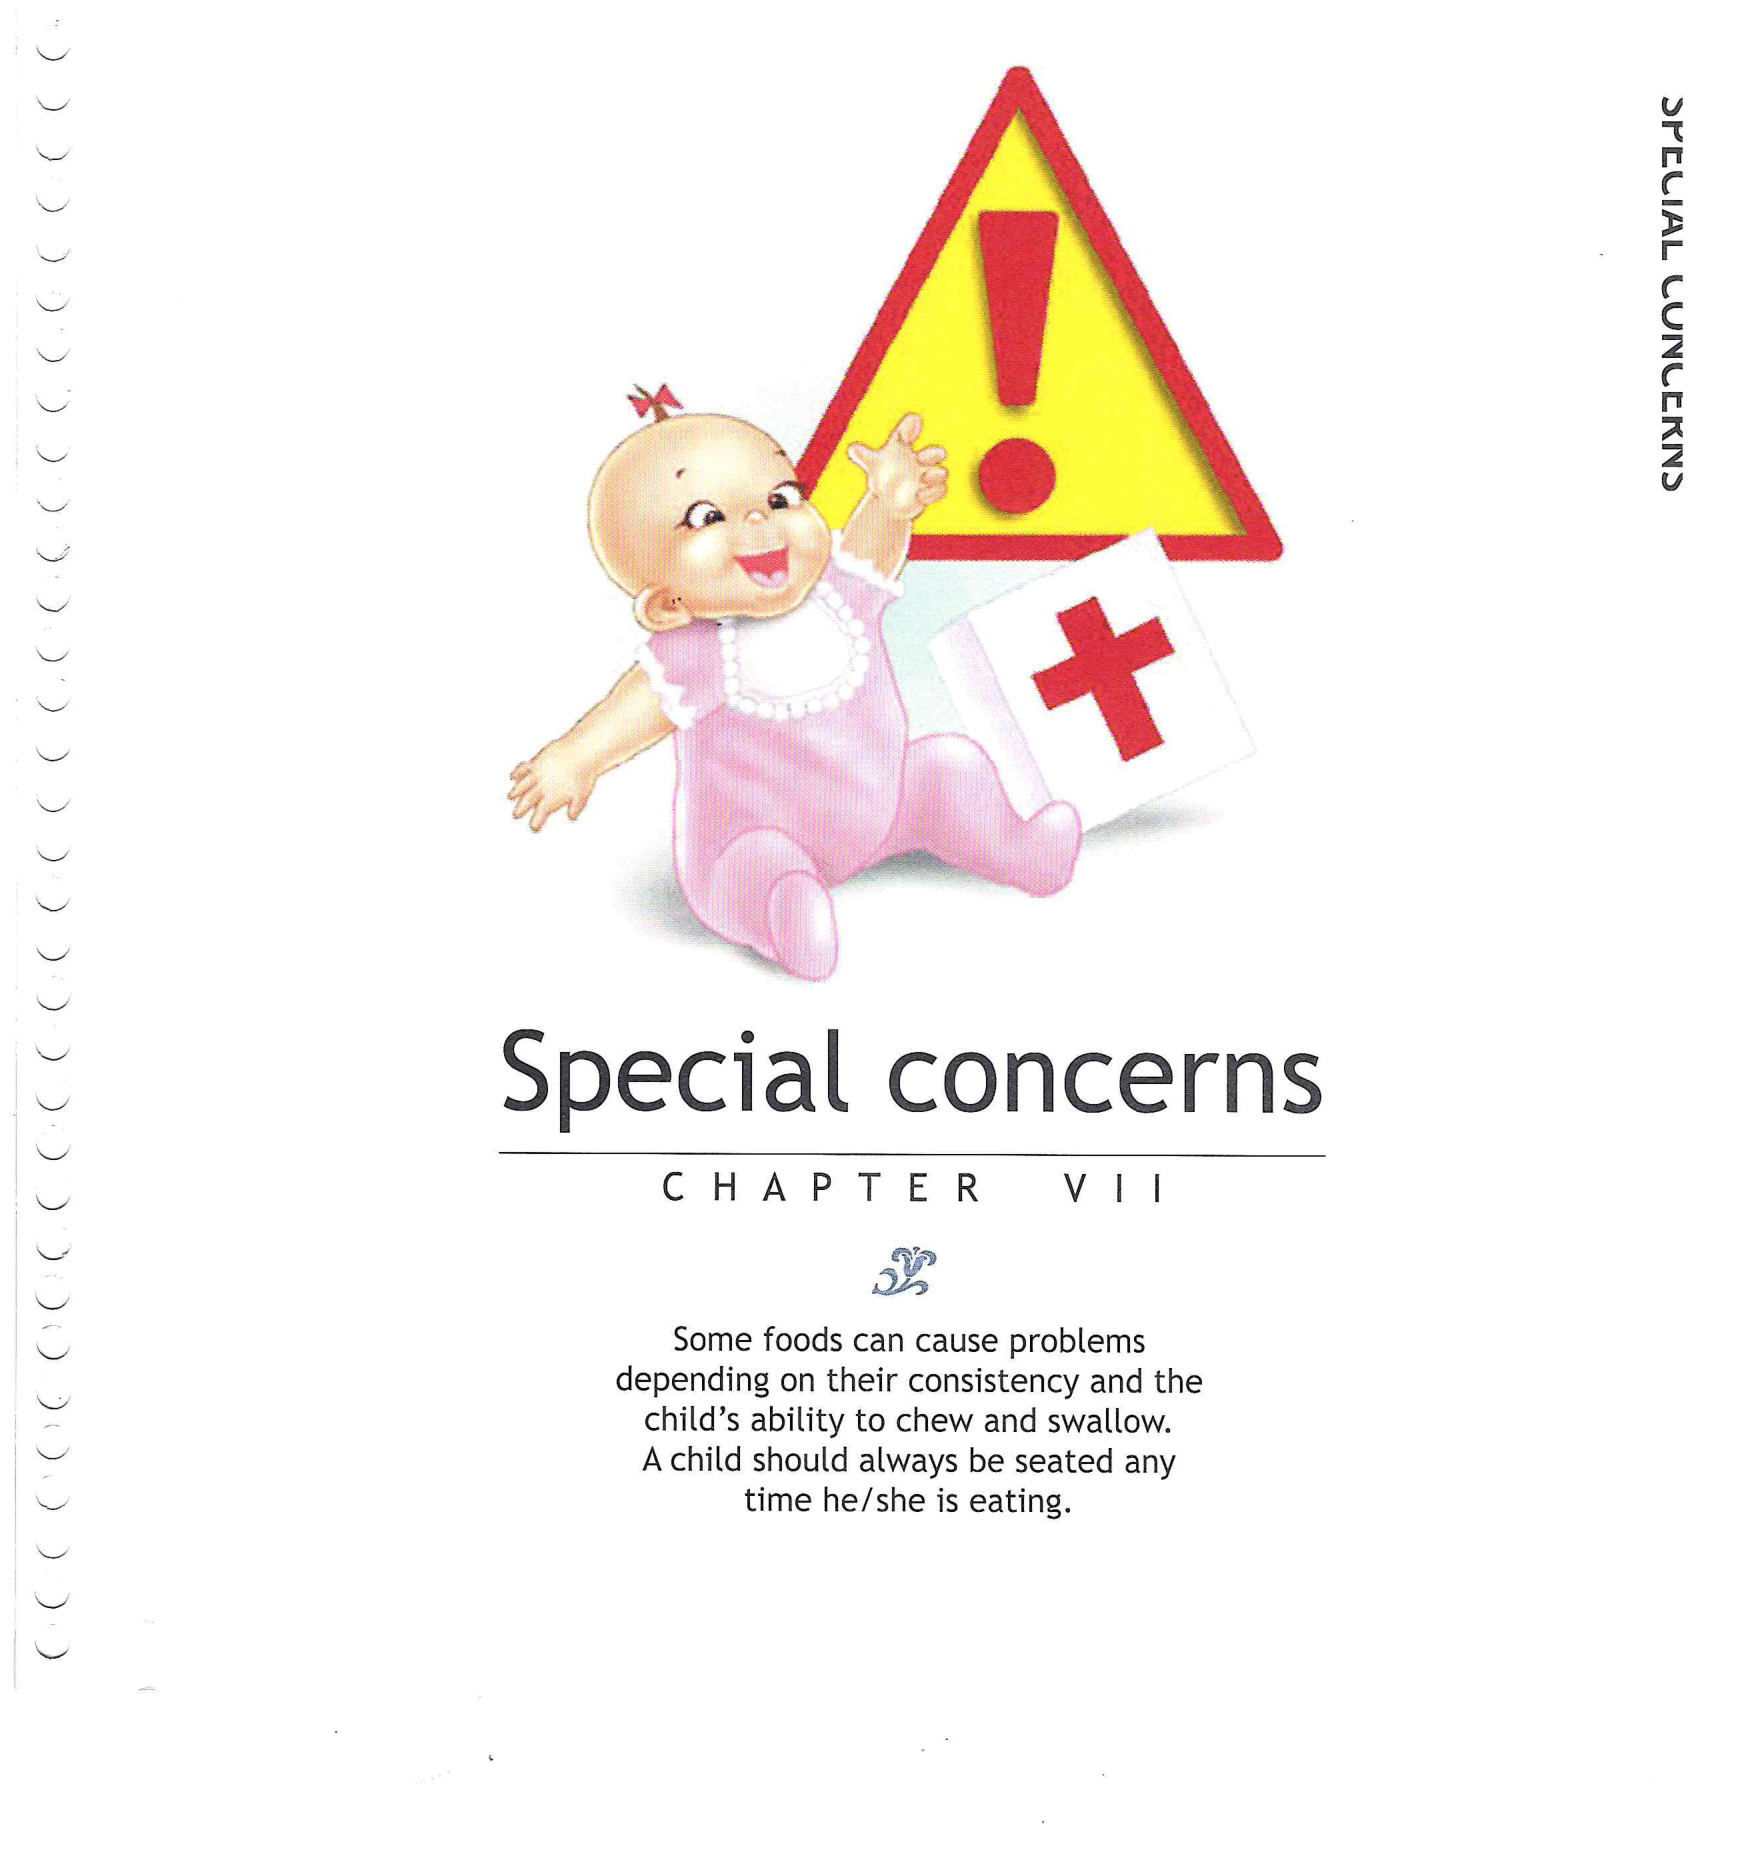 SPECIAL CONCERNS
Special concerns
CHAPTER VII
Some foods can cause problems
depending on their consistency and the
child's ability to chew and swallow.
A child should always be seated any
time he/she is eating.